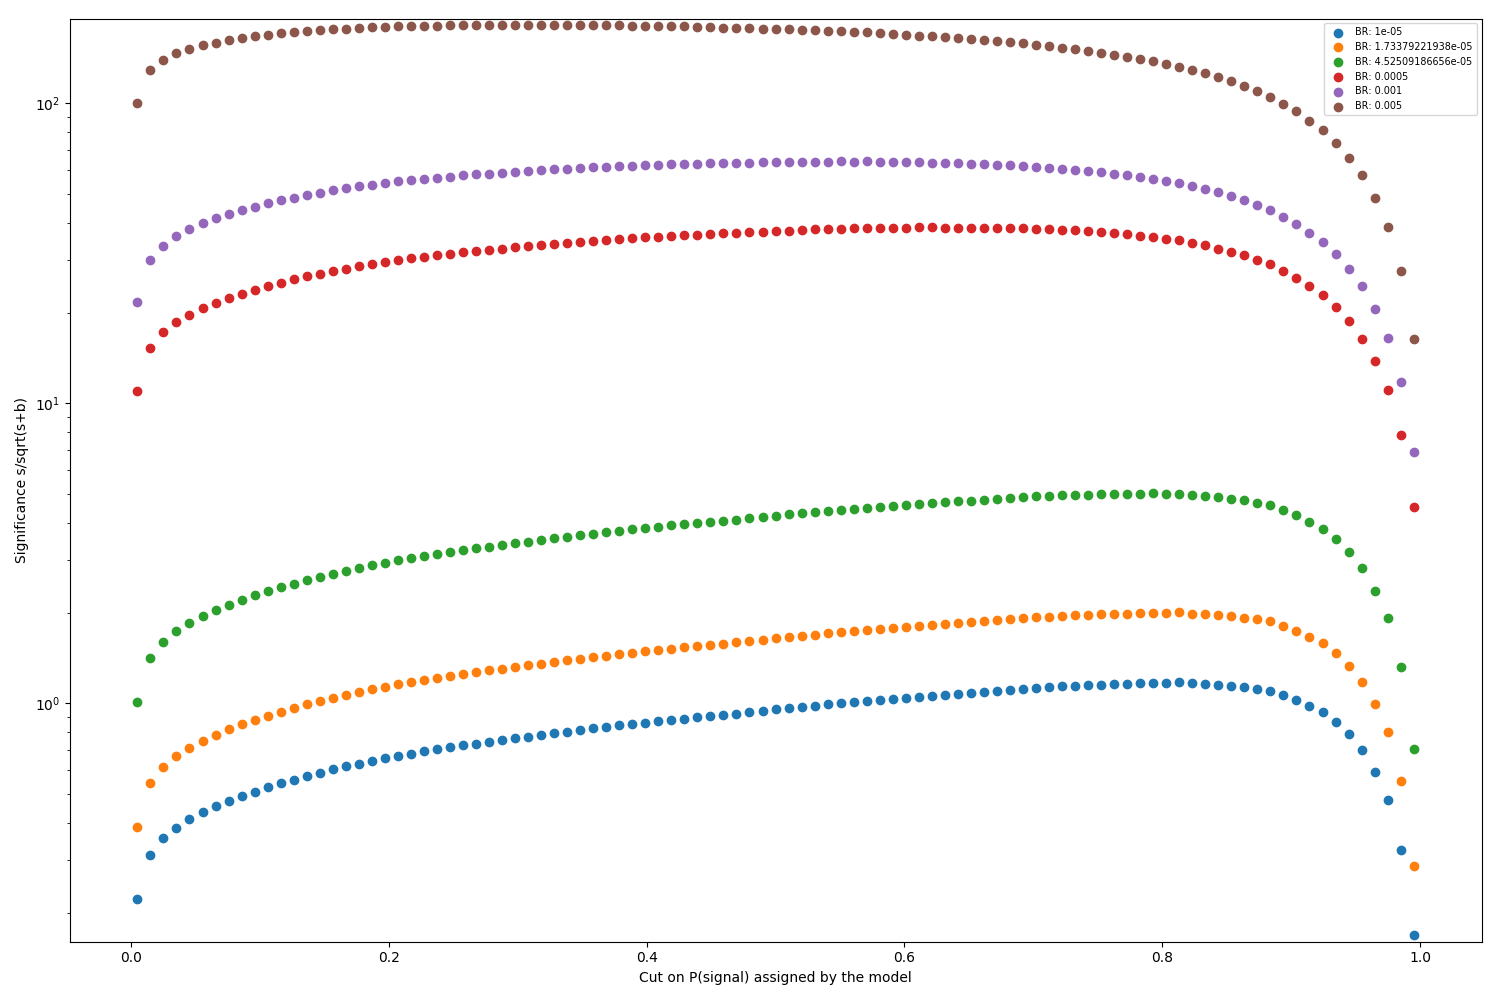 BR: 1e-05
BR: 1.73379221938e-05
BR: 4.52509186656e-05
BR: 0.0005
BR: 0.001
BR: 0.005
10²
10¹
10⁰
Significance s/sqrt(s+b)
0.0 0.2 0.4 0.6 0.8 1.0
Cut on P(signal) assigned by the model